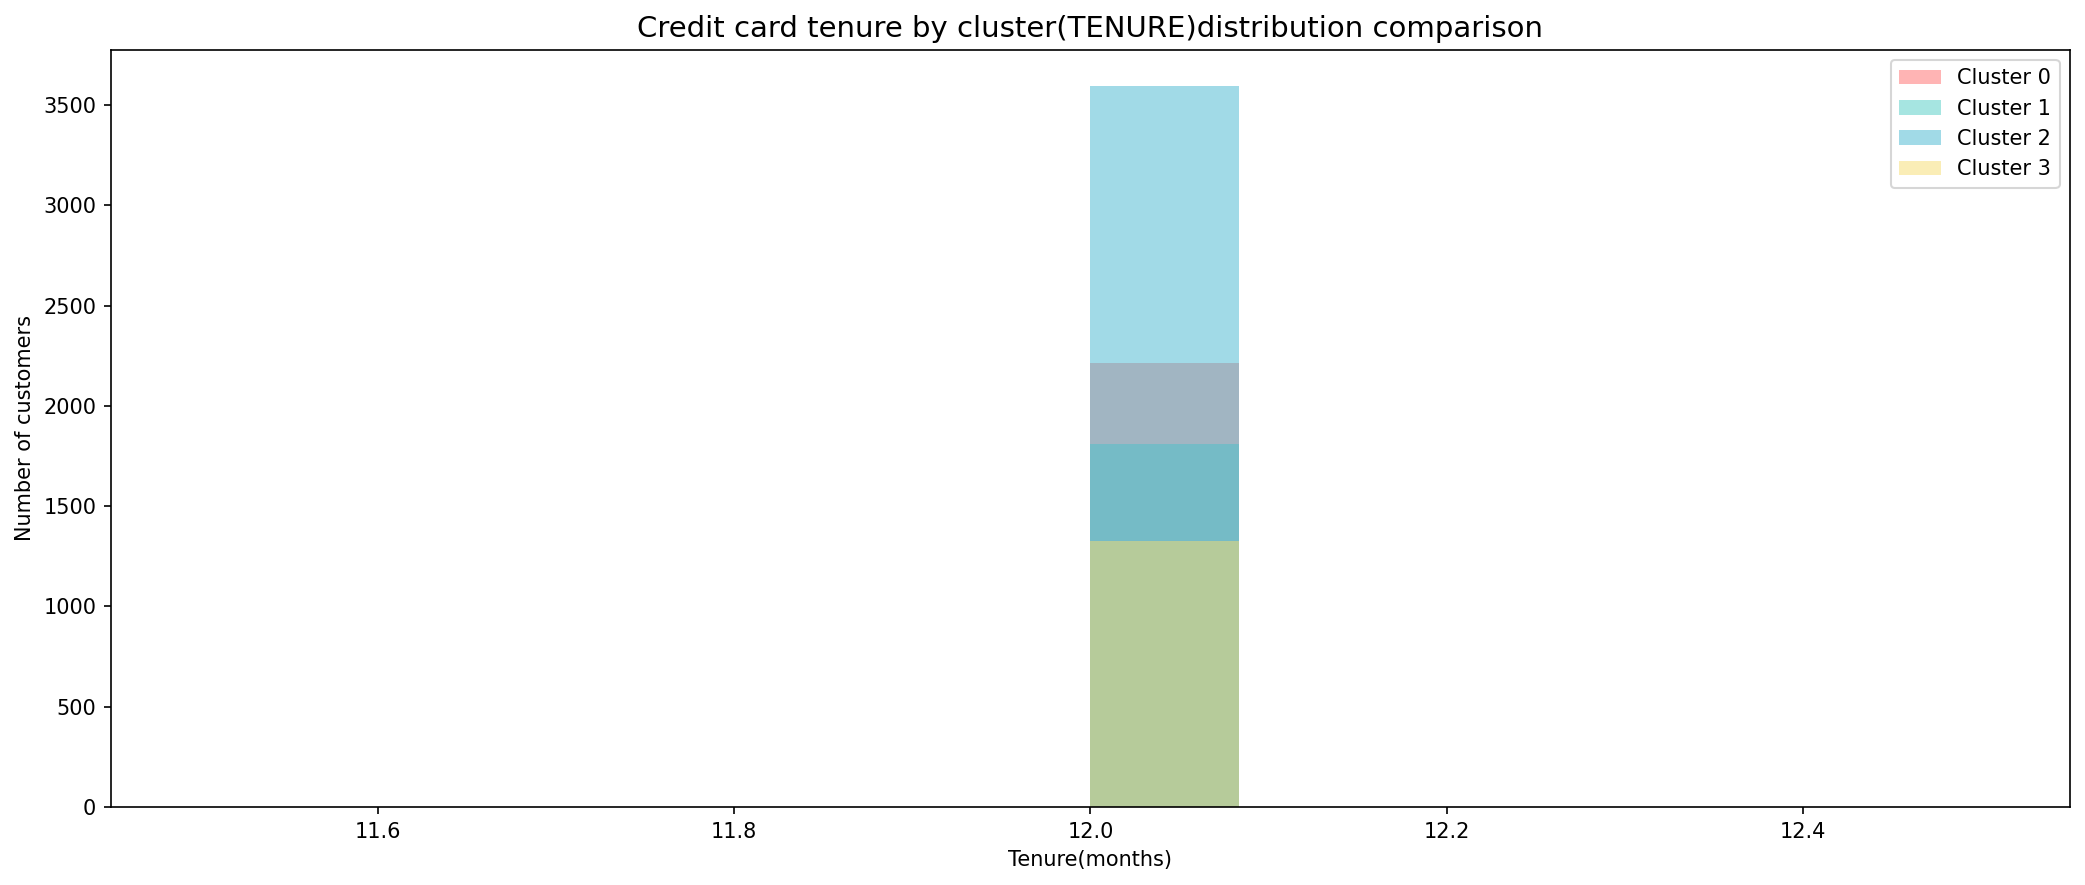 Credit card tenure by cluster(TENURE)distribution comparison
Cluster 0
Cluster 1
Cluster 2
Cluster 3
3500
3000
2500
2000
1500
1000
500
0
Number of customers
11.6 11.8 12.0 12.2 12.4
Tenure(months)